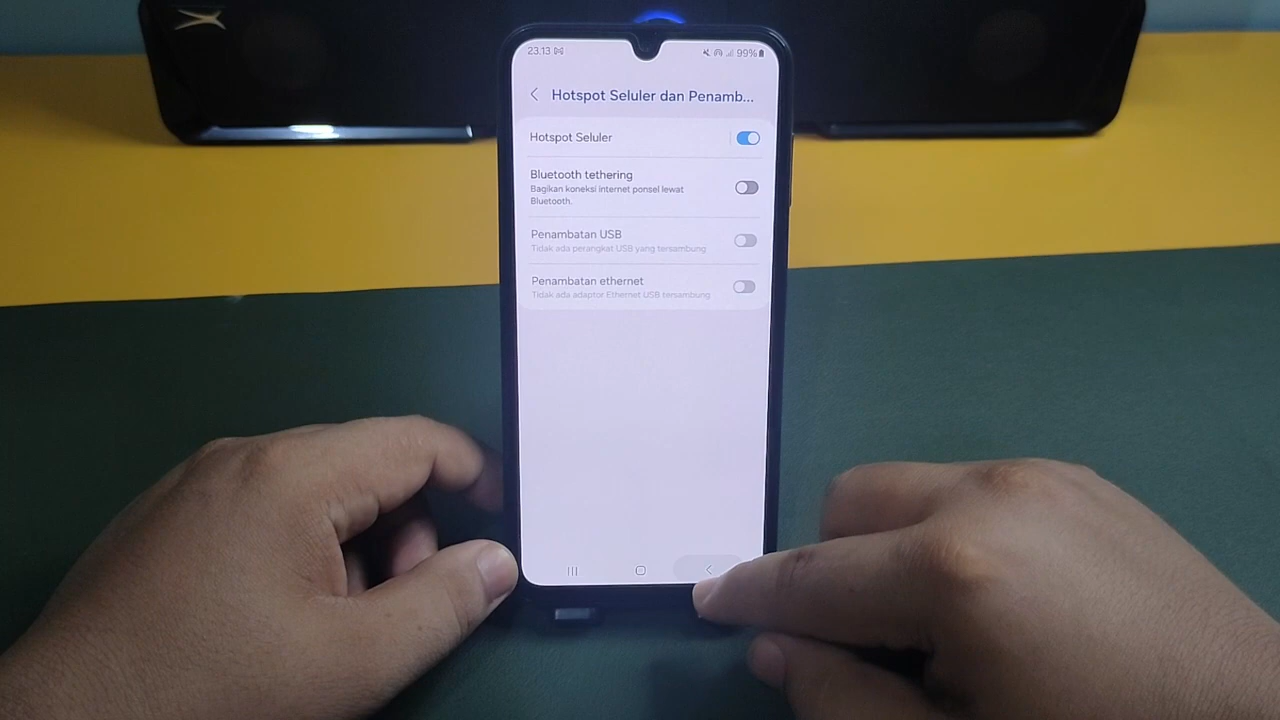 23.13
99%
Hotspot Seluler dan Penamb...
Hotspot Seluler
Bluetooth tethering
Bagikan koneksi internet ponsel lewat
Bluetooth.
Penambatan USB
Tidak ada perangkat USB yang tersambung
Penambatan ethernet
Tidak ada adaptor Ethernet USB tersambung